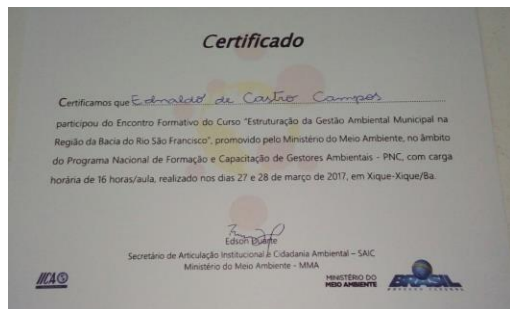 Certificado
Certificamos que Ednaldo de Castro Campos
participou do Encontro Formativo do Curso "Estruturação da Gestão Ambiental Municipal na
Região da Bacia do Rio São Francisco", promovido pelo Ministério do Meio Ambiente, no âmbito
do Programa Nacional de Formação e Capacitação de Gestores Ambientais - PNC, com carga
horária de 16 horas/aula, realizado nos dias 27 e 28 de março de 2017, em Xique-Xique/Ba.
Edson Duarte
Secretário de Articulação Institucional e Cidadania Ambiental – SAIC
Ministério do Meio Ambiente - MMA
IICA
MINISTÉRIO DO
MEIO AMBIENTE
BRASIL
GOVERNO FEDERAL